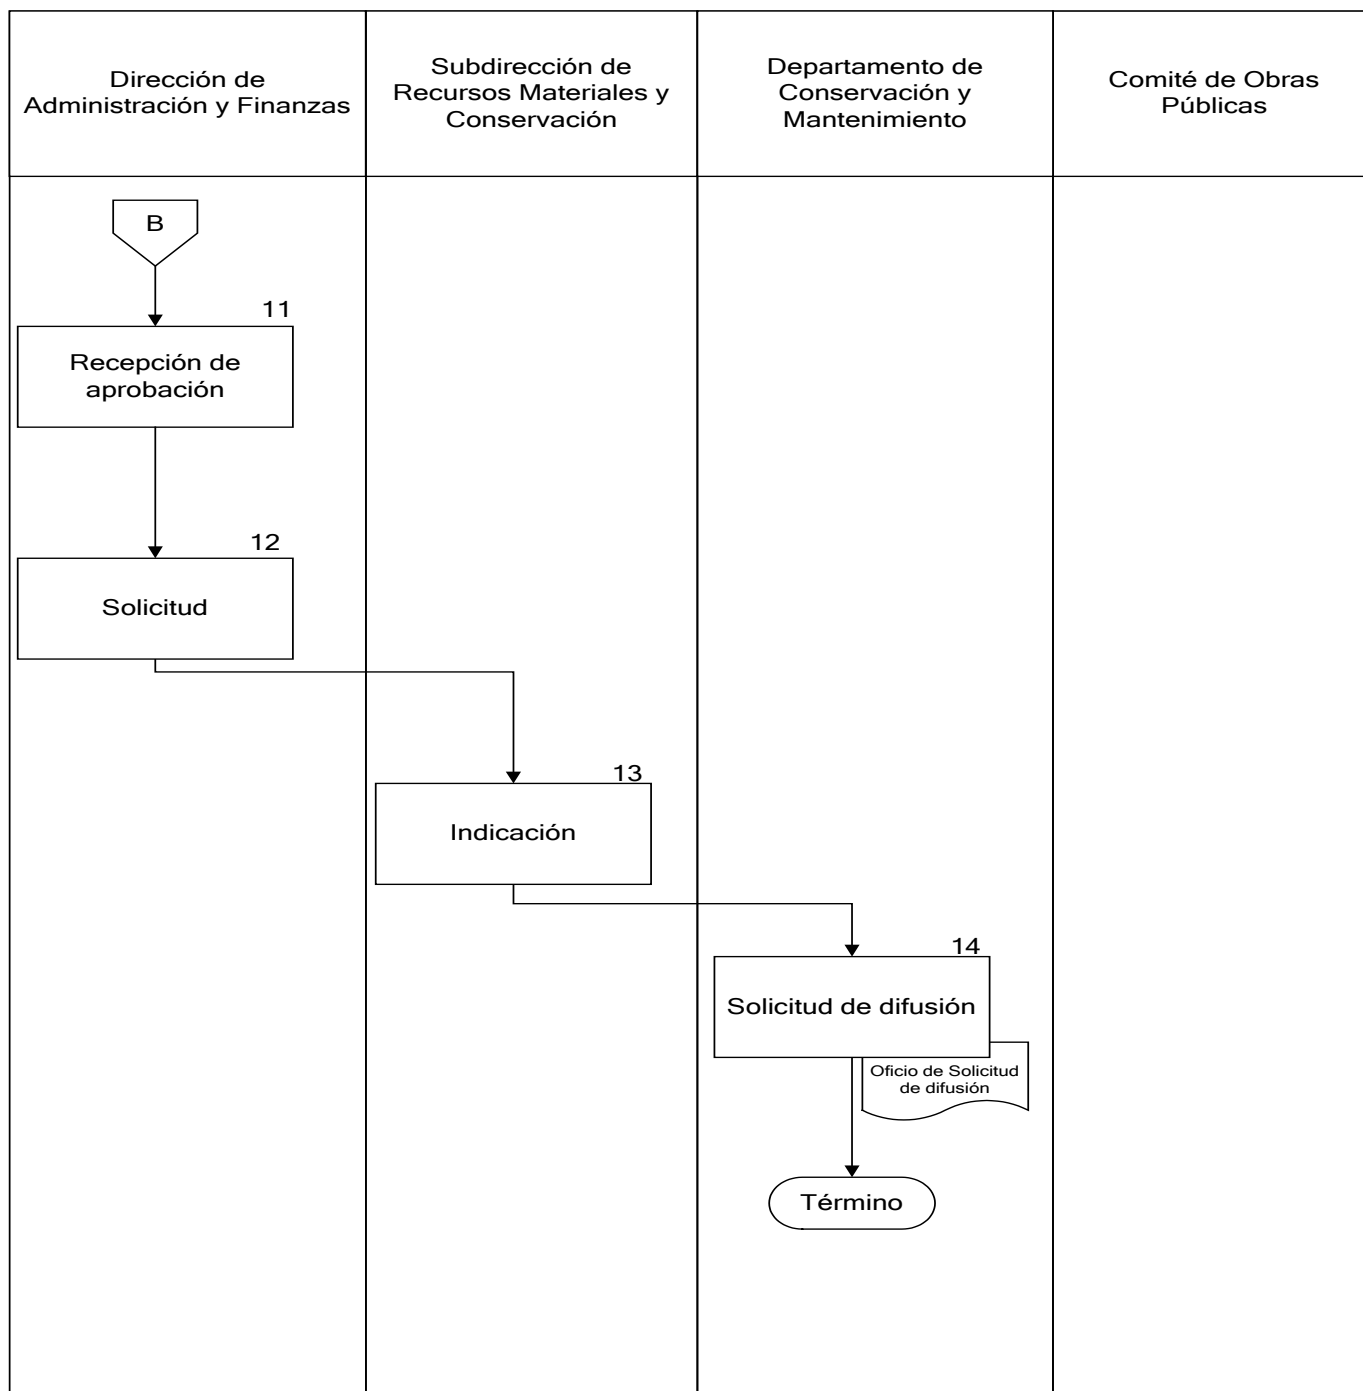 Dirección de
Administración y Finanzas
Subdirección de
Recursos Materiales y
Conservación
Departamento de
Conservación y
Mantenimiento
Comité de Obras
Públicas
B
11
Recepción de
aprobación
12
Solicitud
13
Indicación
14
Solicitud de difusión
Oficio de Solicitud
de difusión
Término